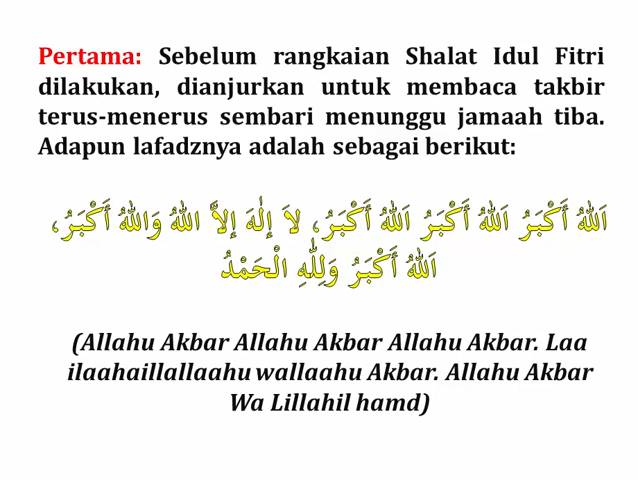 Pertama: Sebelum rangkaian Shalat Idul Fitri
dilakukan, dianjurkan untuk membaca takbir
terus-menerus sembari menunggu jamaah tiba.
Adapun lafadznya adalah sebagai berikut:
اَللهُ أَكْبَرُ اَللهُ أَكْبَرُ اَللهُ أَكْبَرُ، لاَ إِلٰهَ إِلاَّ اللهُ وَاللهُ أَكْبَرُ،
اَللهُ أَكْبَرُ وَلِلّٰهِ الْحَمْدُ
(Allahu Akbar Allahu Akbar Allahu Akbar. Laa
ilaahaillallaahu wallaahu Akbar. Allahu Akbar
Wa Lillahil hamd)